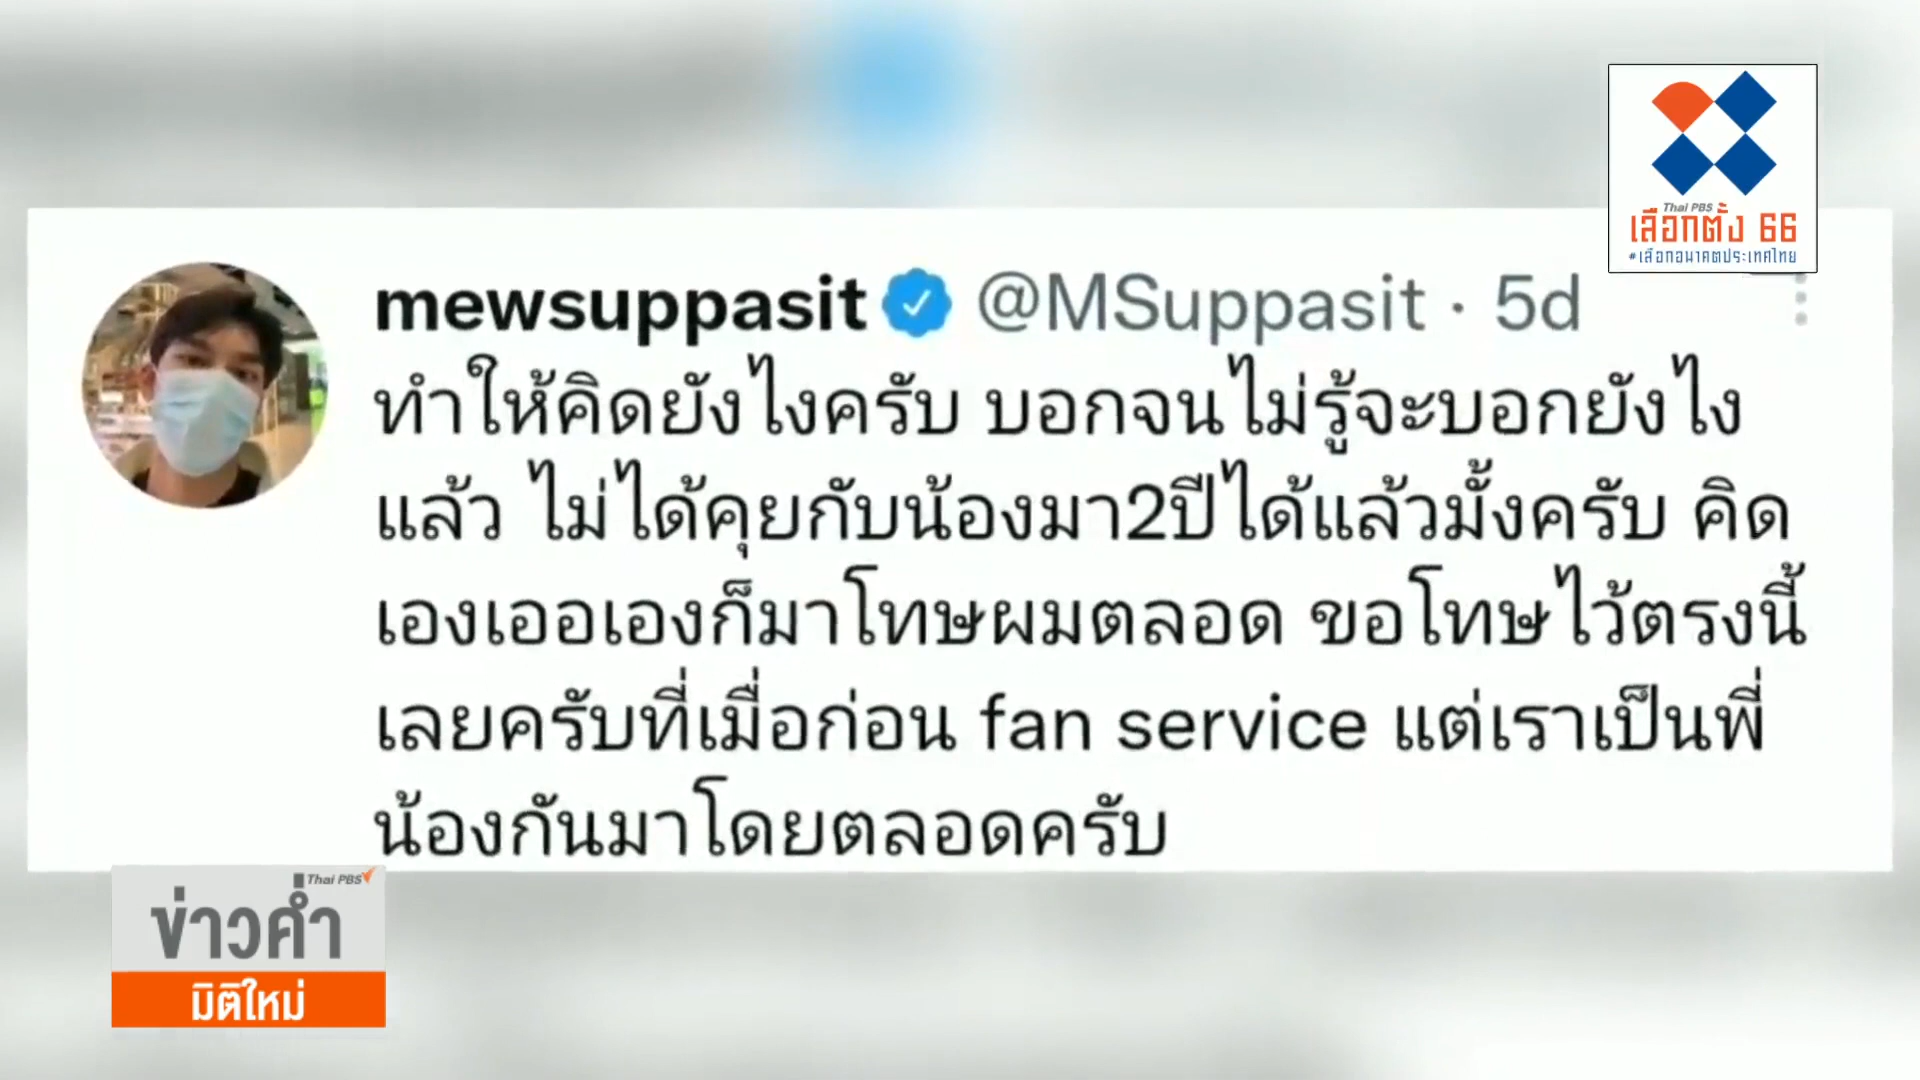 Thai PBS
เลือกตั้ง 66
#เลือกอนาคตประเทศไทย
mewsuppasit @MSuppasit · 5d
ทำให้คิดยังไงครับ บอกจนไม่รู้จะบอกยังไง
แล้ว ไม่ได้คุยกับน้องมา2ปีได้แล้วมั้งครับ คิด
เองเออเองก็มาโทษผมตลอด ขอโทษไว้ตรงนี้
เลยครับที่เมื่อก่อน fan service แต่เราเป็นพี่
น้องกันมาโดยตลอดครับ
Thai PBS
ข่าวค่ำ
มิติใหม่